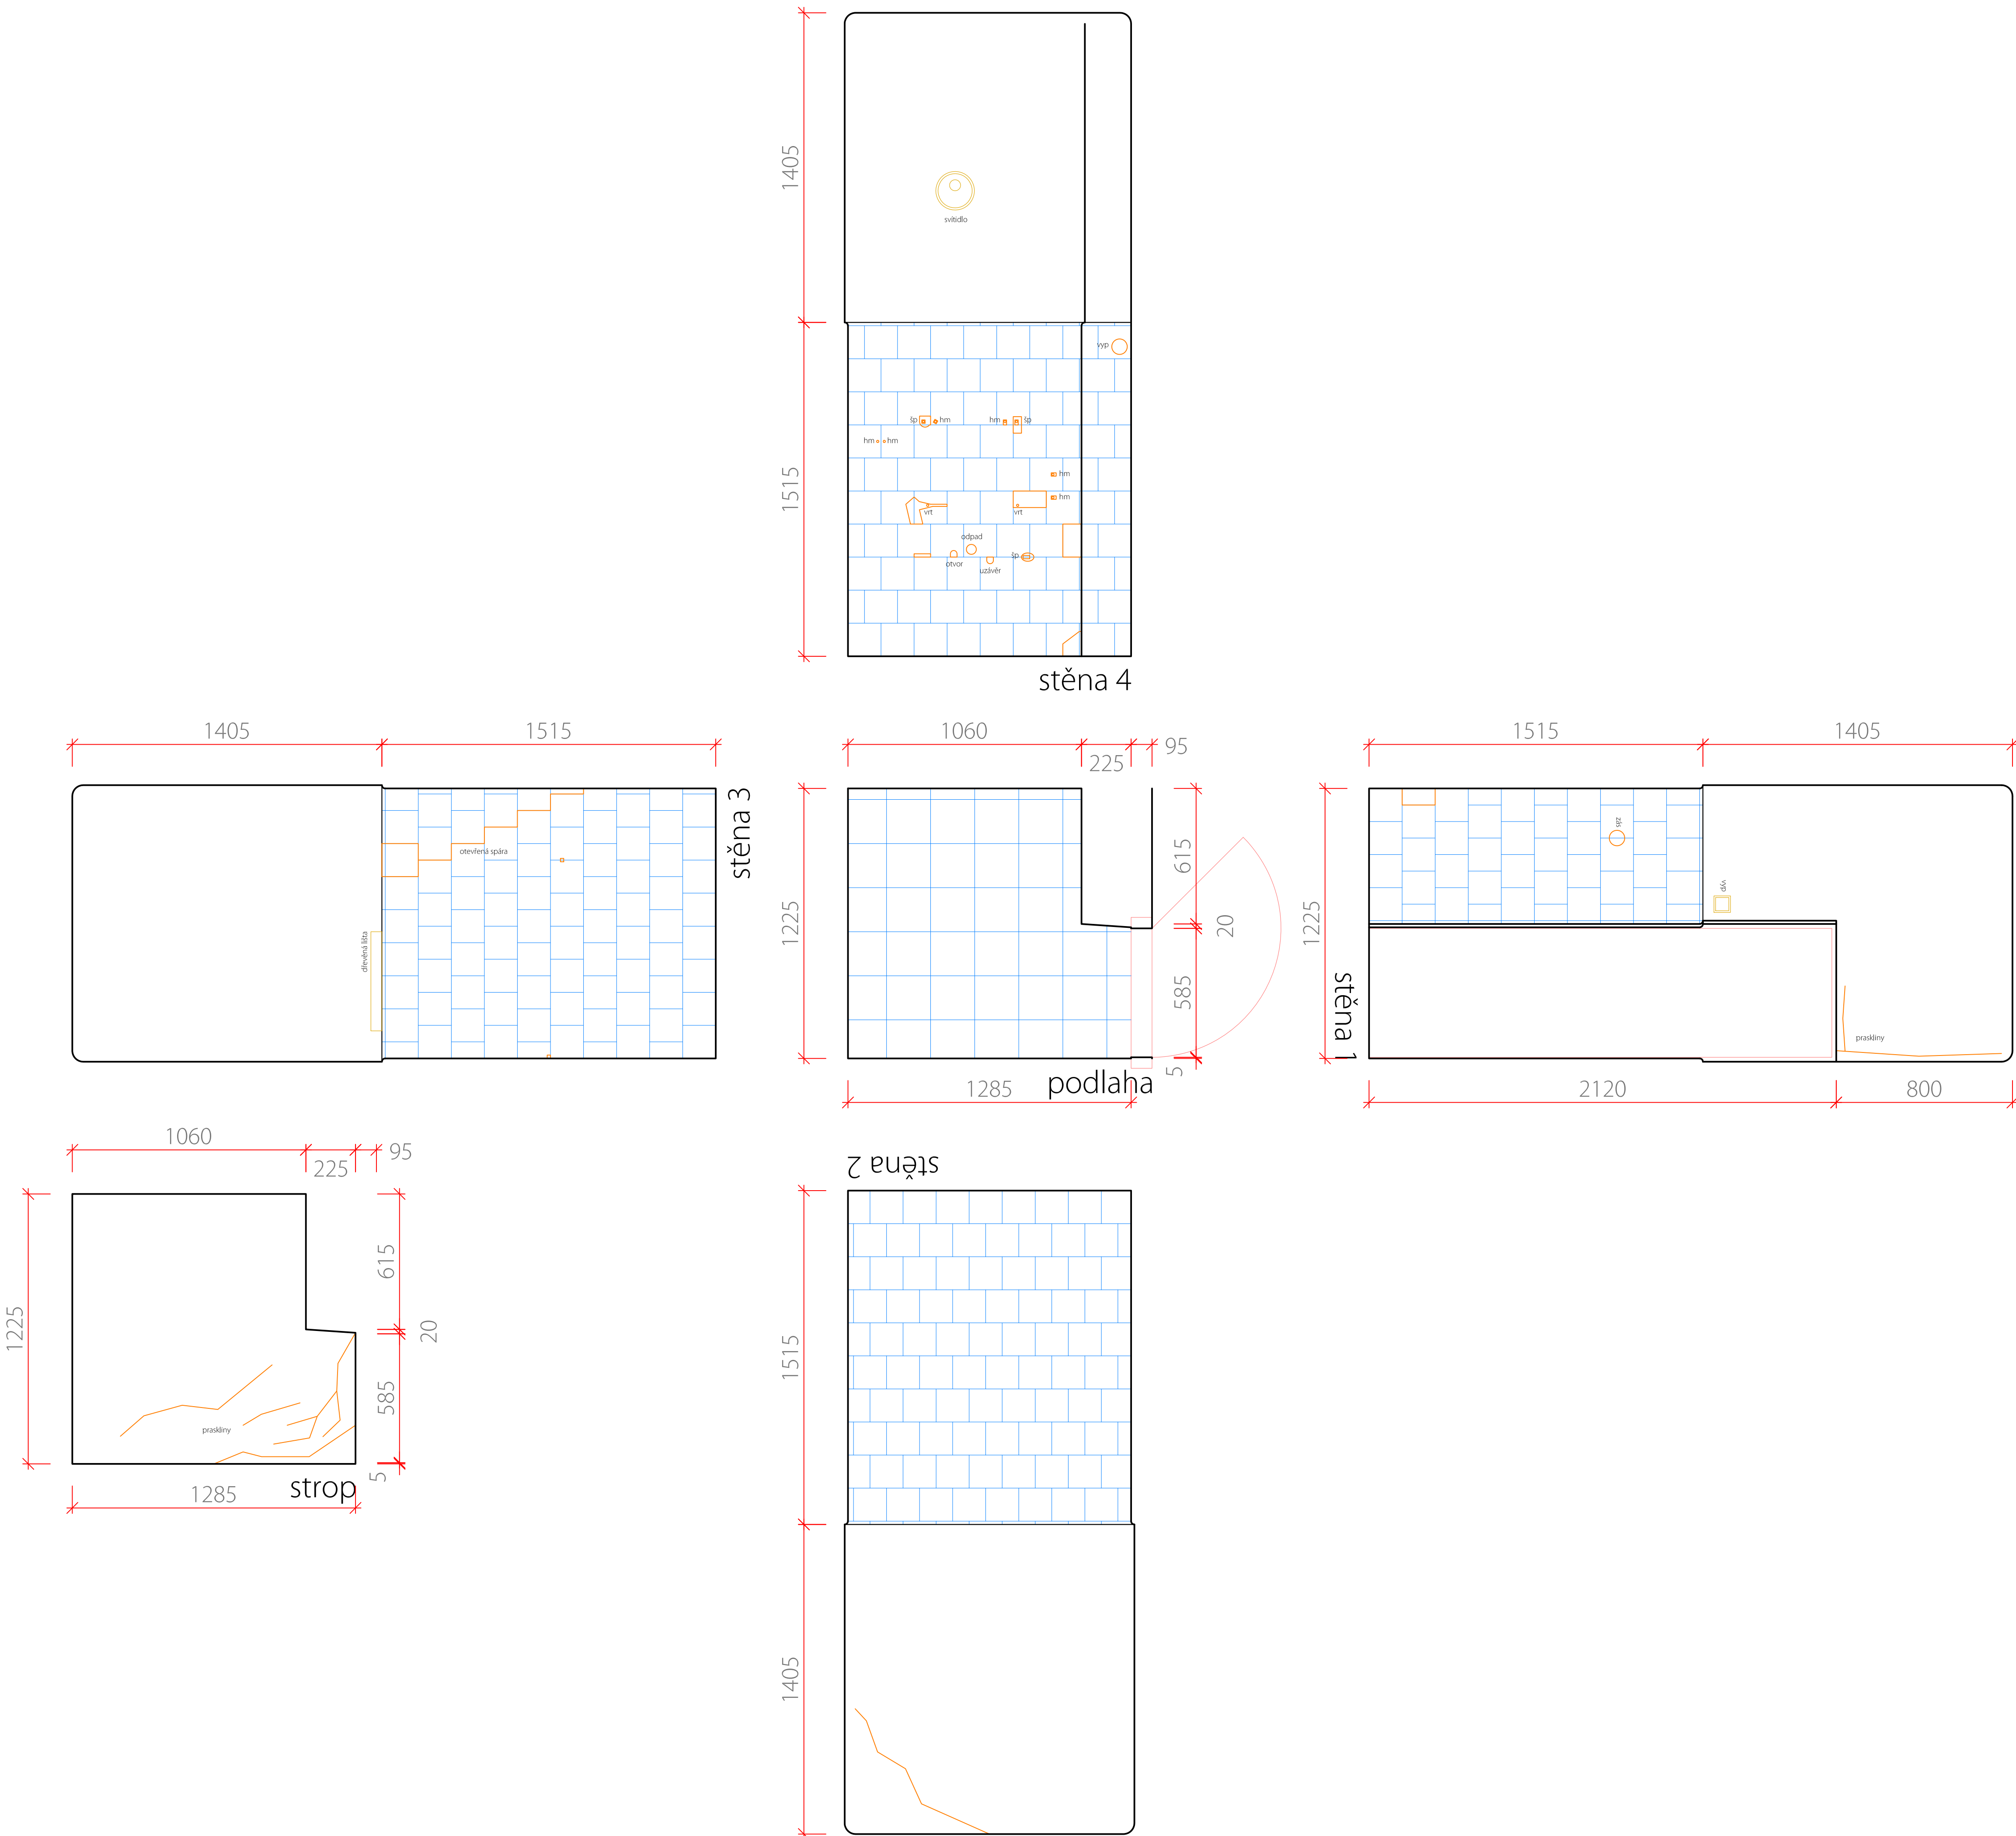 1405
svítidlo
1515
vyp
šp
hm
hm
šp
hm
hm
hm
hm
vrt
vrt
odpad
šp
otvor
uzávěr
stěna 4
1405
1515
stěna 3
otevřená spára
dřevěná lišta
1060
225
95
1225
615
20
585
5
1285
podlaha
1515
1405
1225
stěna 1
zás
vyp
praskliny
2120
800
1060
225
95
1225
615
20
585
5
praskliny
1285
strop
stěna 2
1515
1405